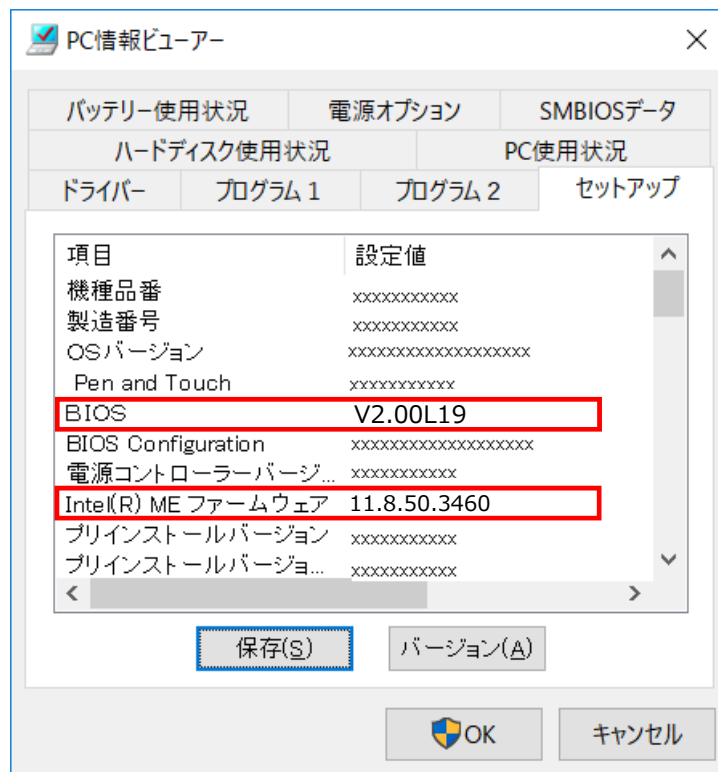 PC情報ビューアー
バッテリー使用状況 電源オプション SMBIOSデータ
ハードディスク使用状況 PC使用状況
ドライバー プログラム 1 プログラム 2 セットアップ
項目 設定値
機種品番 xxxxxxxxxxx
製造番号 xxxxxxxxxxx
OSバージョン xxxxxxxxxxxxxxxxxxx
Pen and Touch xxxxxxxxxxx
BIOS V2.00L19
BIOS Configuration xxxxxxxxxxxxxxxxxxx
電源コントローラーバージ... xxxxxxxxxxx
Intel(R) ME ファームウェア 11.8.50.3460
プリインストールバージョン xxxxxxxxxxx
プリインストールバージョ... xxxxxxxxxxx
保存(S) バージョン(A)
OK キャンセル